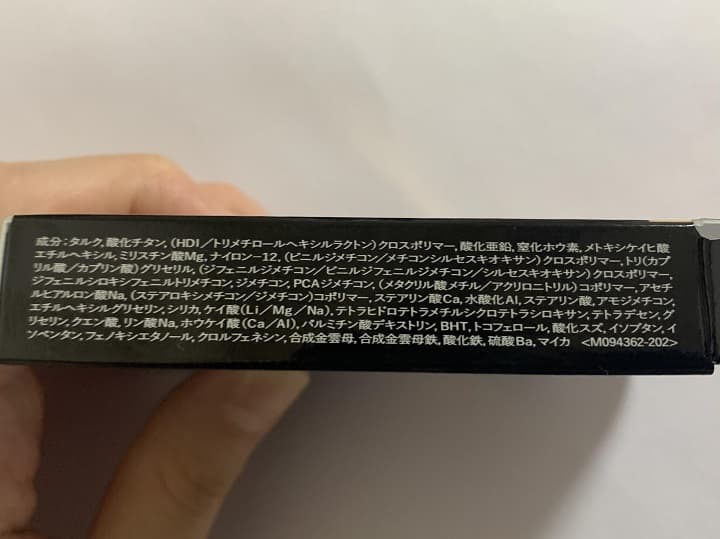 成分：タルク，酸化チタン，（HDI／トリメチロールヘキシルラクトン）クロスポリマー，酸化亜鉛，窒化ホウ素，メトキシケイヒ酸
エチルヘキシル，ミリスチン酸Mg，ナイロン－12，（ビニルジメチコン／メチコンシルセスキオキサン）クロスポリマー，トリ（カプ
リル酸／カプリン酸）グリセリル，（ジフェニルジメチコン／ビニルジフェニルジメチコン／シルセスキオキサン）クロスポリマー，
ジフェニルシロキシフェニルトリメチコン，ジメチコン，PCAジメチコン，（メタクリル酸メチル／アクリロニトリル）コポリマー，アセチ
ルヒアルロン酸Na，（ステアロキシメチコン／ジメチコン）コポリマー，ステアリン酸Ca，水酸化Al，ステアリン酸，アモジメチコン，
エチルヘキシルグリセリン，シリカ，ケイ酸（Li／Mg／Na），テトラヒドロテトラメチルシクロテトラシロキサン，テトラデセン，グ
リセリン，クエン酸，リン酸Na，ホウケイ酸（Ca／Al），パルミチン酸デキストリン，BHT，トコフェロール，酸化スズ，イソブタン，イ
ソペンタン，フェノキシエタノール，クロルフェネシン，合成金雲母，合成金雲母鉄，酸化鉄，硫酸Ba，マイカ <M094362-202>